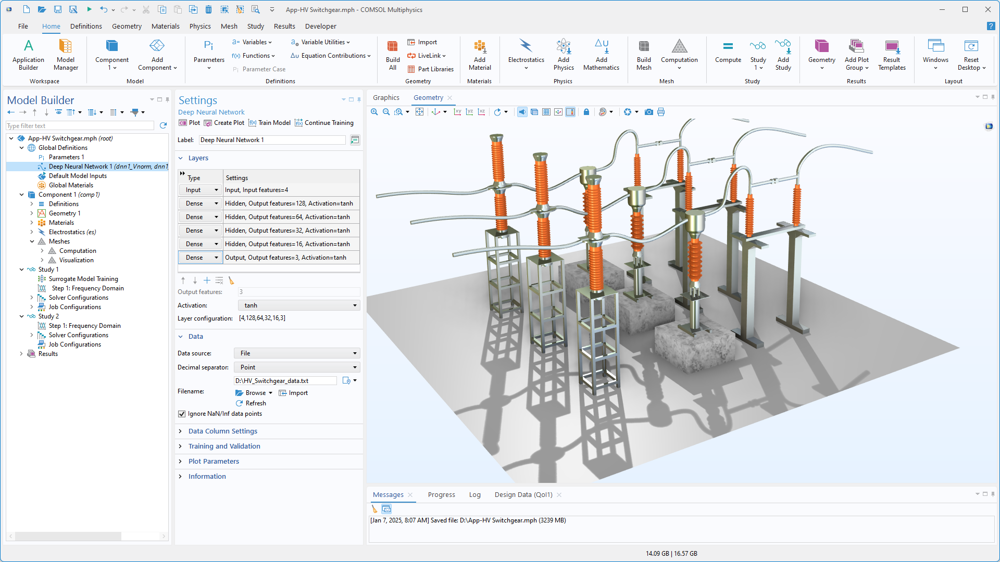 App-HV Switchgear.mph - COMSOL Multiphysics
File Home Definitions Geometry Materials Physics Mesh Study Results Developer
Application Builder
Model Manager
Workspace
Component 1
Add Component
Model
Parameters
a= Variables
f(x) Functions
Pi Parameter Case
Variable Utilities
Δu Equation Contributions
Definitions
Build All
Import
LiveLink
Part Libraries
Geometry
Add Material
Materials
Electrostatics
Add Physics
Add Mathematics
Physics
Build Mesh
Computation
Mesh
Compute
Study 1
Add Study
Study
Geometry
Add Plot Group
Result Templates
Results
Windows
Reset Desktop
Layout
Model Builder
Type filter text
App-HV Switchgear.mph (root)
Global Definitions
Parameters 1
Deep Neural Network 1 (dnn1_Vnorm, dnn1
Default Model Inputs
Global Materials
Component 1 (comp1)
Definitions
Geometry 1
Materials
Electrostatics (es)
Meshes
Computation
Visualization
Study 1
Surrogate Model Training
Step 1: Frequency Domain
Solver Configurations
Job Configurations
Study 2
Step 1: Frequency Domain
Solver Configurations
Job Configurations
Results
Settings
Deep Neural Network
Plot Create Plot Train Model Continue Training
Label: Deep Neural Network 1
Layers
Type Settings
Input Input, Input features=4
Dense Hidden, Output features=128, Activation=tanh
Dense Hidden, Output features=64, Activation=tanh
Dense Hidden, Output features=32, Activation=tanh
Dense Hidden, Output features=16, Activation=tanh
Dense Output, Output features=3, Activation=tanh
Output features: 3
Activation: tanh
Layer configuration: [4,128,64,32,16,3]
Data
Data source: File
Decimal separator: Point
D:\HV_Switchgear_data.txt
Filename:
Browse Import
Refresh
Ignore NaN/Inf data points
Data Column Settings
Training and Validation
Plot Parameters
Information
Graphics Geometry
xy yz xz
Messages Progress Log Design Data (QoI1)
[Jan 7, 2025, 8:07 AM] Saved file: D:\App-HV Switchgear.mph (3239 MB)
14.09 GB | 16.57 GB